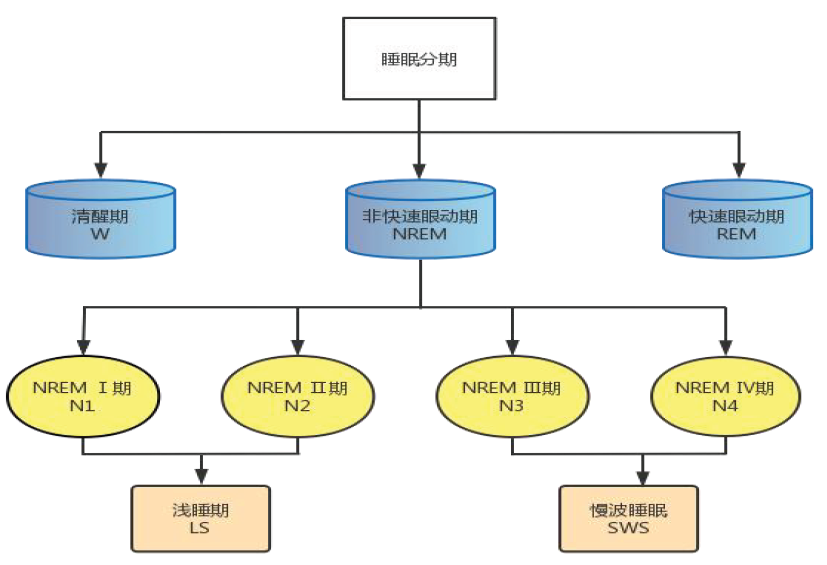 睡眠分期
清醒期
W
非快速眼动期
NREM
快速眼动期
REM
NREM Ⅰ期
N1
NREM Ⅱ期
N2
NREM Ⅲ期
N3
NREM Ⅳ期
N4
浅睡期
LS
慢波睡眠
SWS